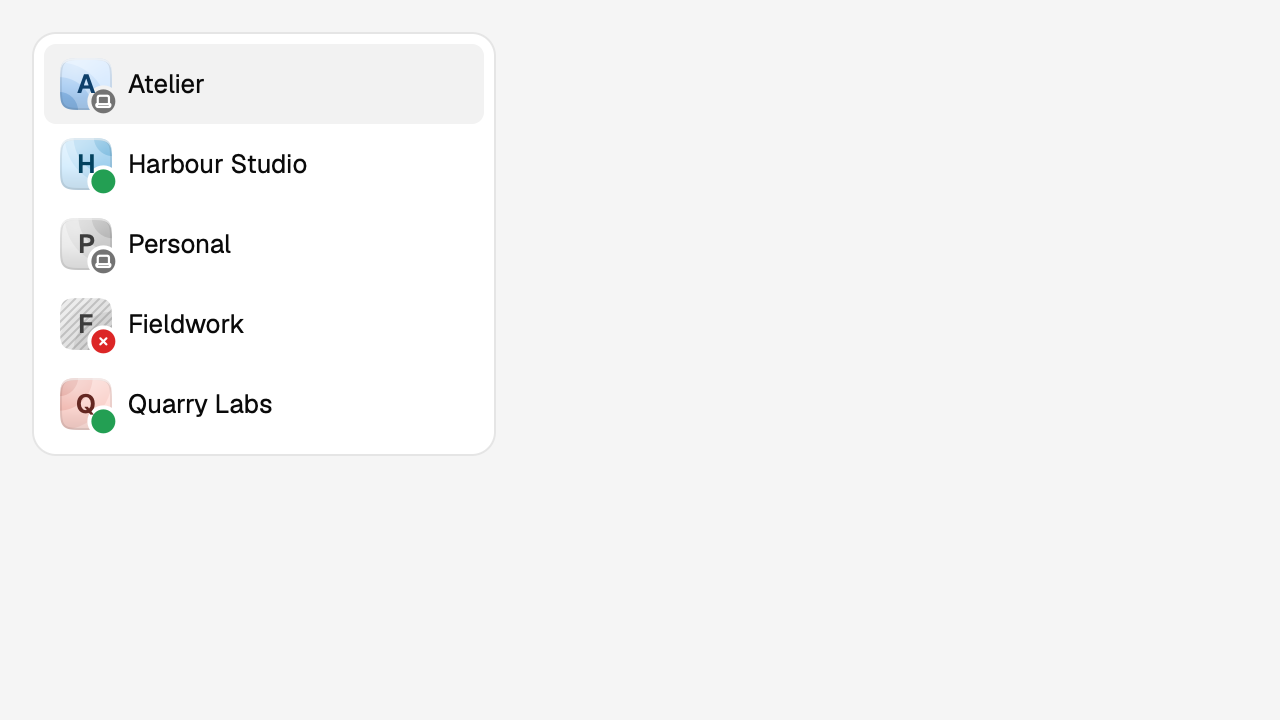 A Atelier
H Harbour Studio
P Personal
F Fieldwork
Q Quarry Labs